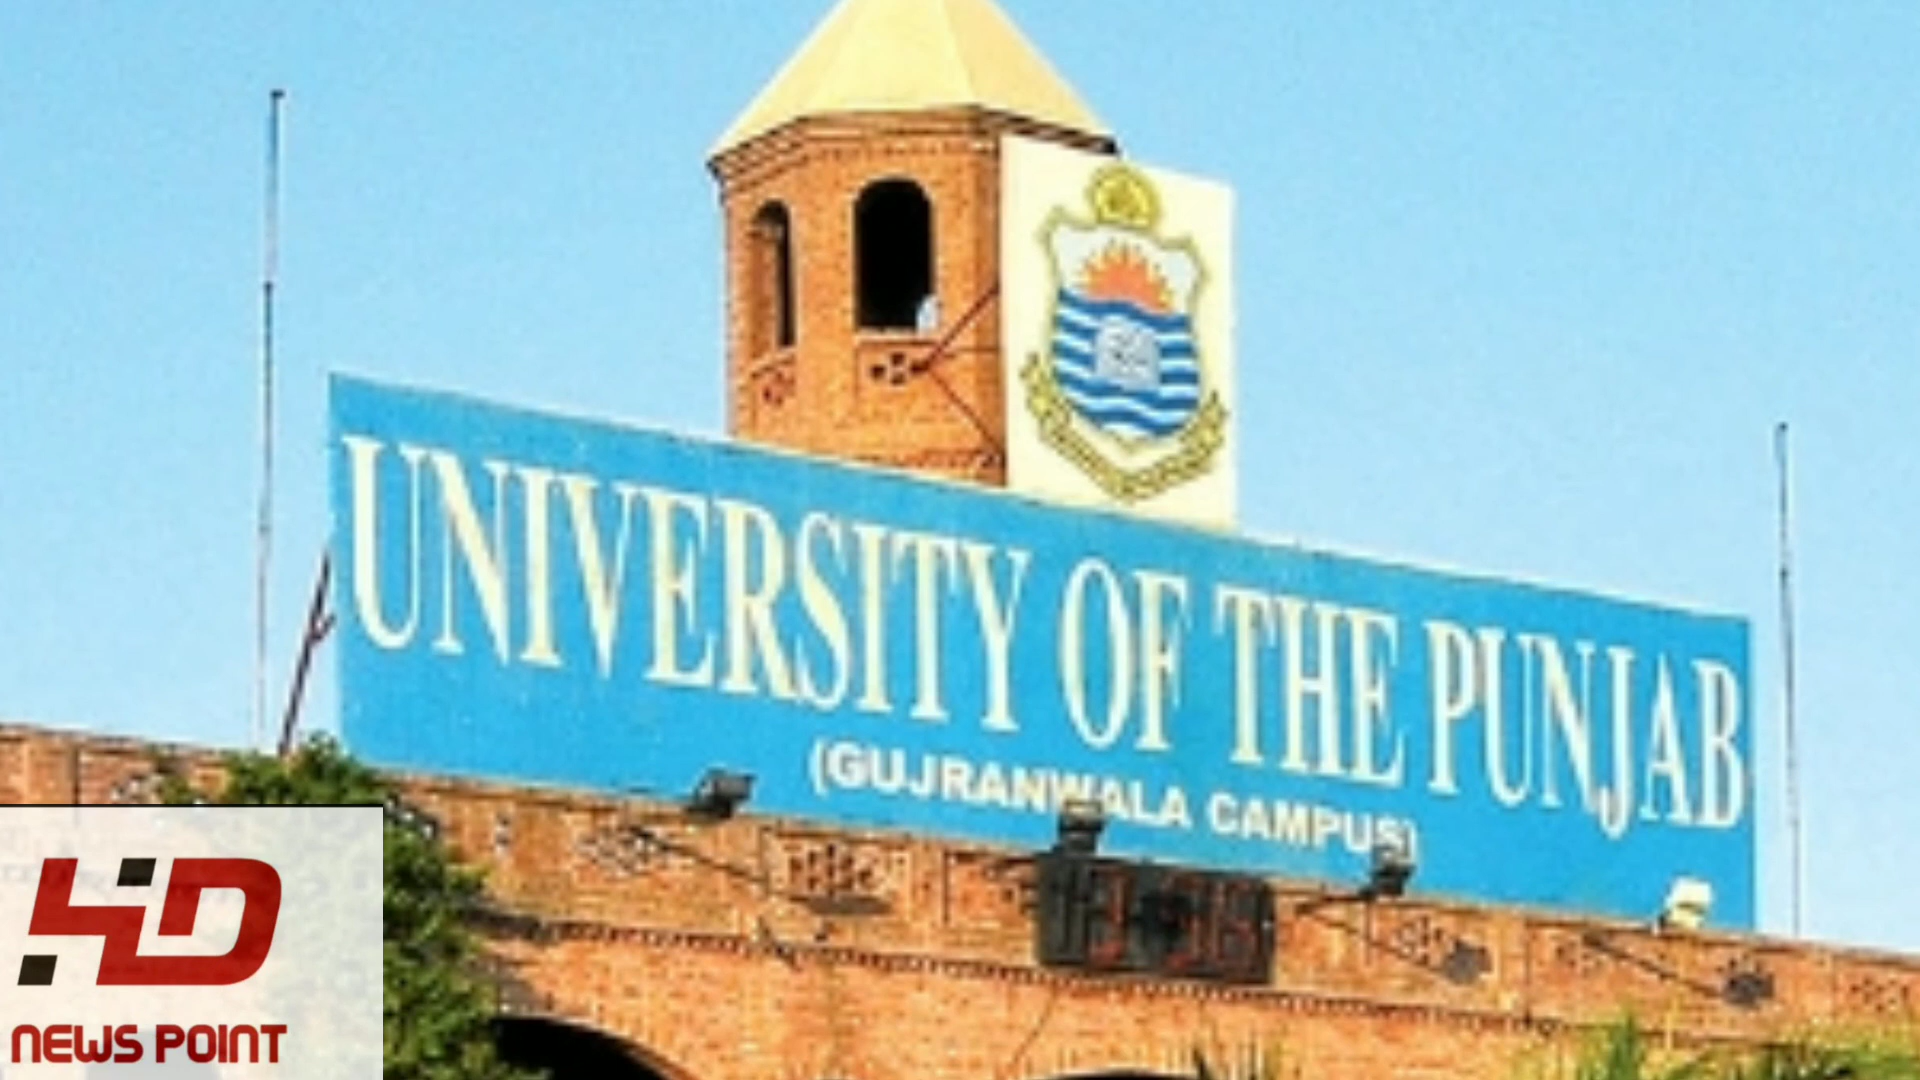 UNIVERSITY OF THE PUNJAB
(GUJRANWALA CAMPUS)
HD
NEWS POINT